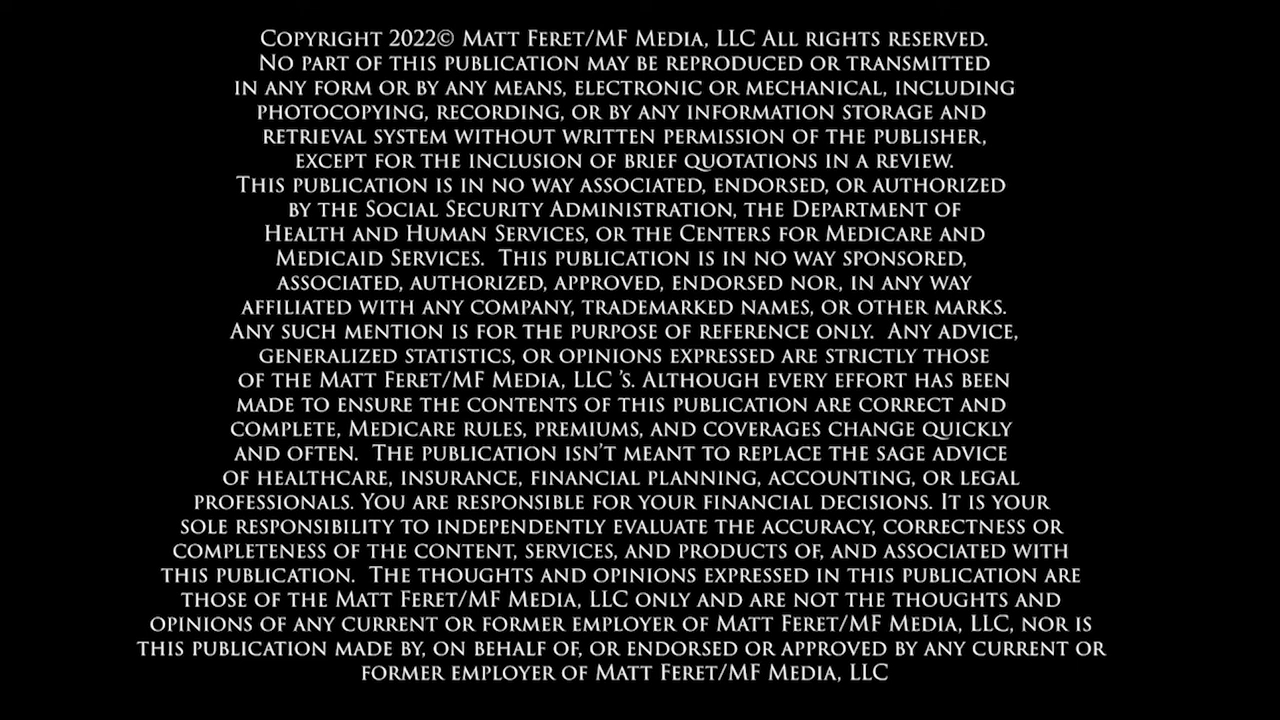 Copyright 2022© Matt Feret/MF Media, LLC All rights reserved.
No part of this publication may be reproduced or transmitted
in any form or by any means, electronic or mechanical, including
photocopying, recording, or by any information storage and
retrieval system without written permission of the publisher,
except for the inclusion of brief quotations in a review.
This publication is in no way associated, endorsed, or authorized
by the Social Security Administration, the Department of
Health and Human Services, or the Centers for Medicare and
Medicaid Services.  This publication is in no way sponsored,
associated, authorized, approved, endorsed nor, in any way
affiliated with any company, trademarked names, or other marks.
Any such mention is for the purpose of reference only.  Any advice,
generalized statistics, or opinions expressed are strictly those
of the Matt Feret/MF Media, LLC 's. Although every effort has been
made to ensure the contents of this publication are correct and
complete, Medicare rules, premiums, and coverages change quickly
and often.  The publication isn't meant to replace the sage advice
of healthcare, insurance, financial planning, accounting, or legal
professionals. You are responsible for your financial decisions. It is your
sole responsibility to independently evaluate the accuracy, correctness or
completeness of the content, services, and products of, and associated with
this publication.  The thoughts and opinions expressed in this publication are
those of the Matt Feret/MF Media, LLC only and are not the thoughts and
opinions of any current or former employer of Matt Feret/MF Media, LLC, nor is
this publication made by, on behalf of, or endorsed or approved by any current or
former employer of Matt Feret/MF Media, LLC